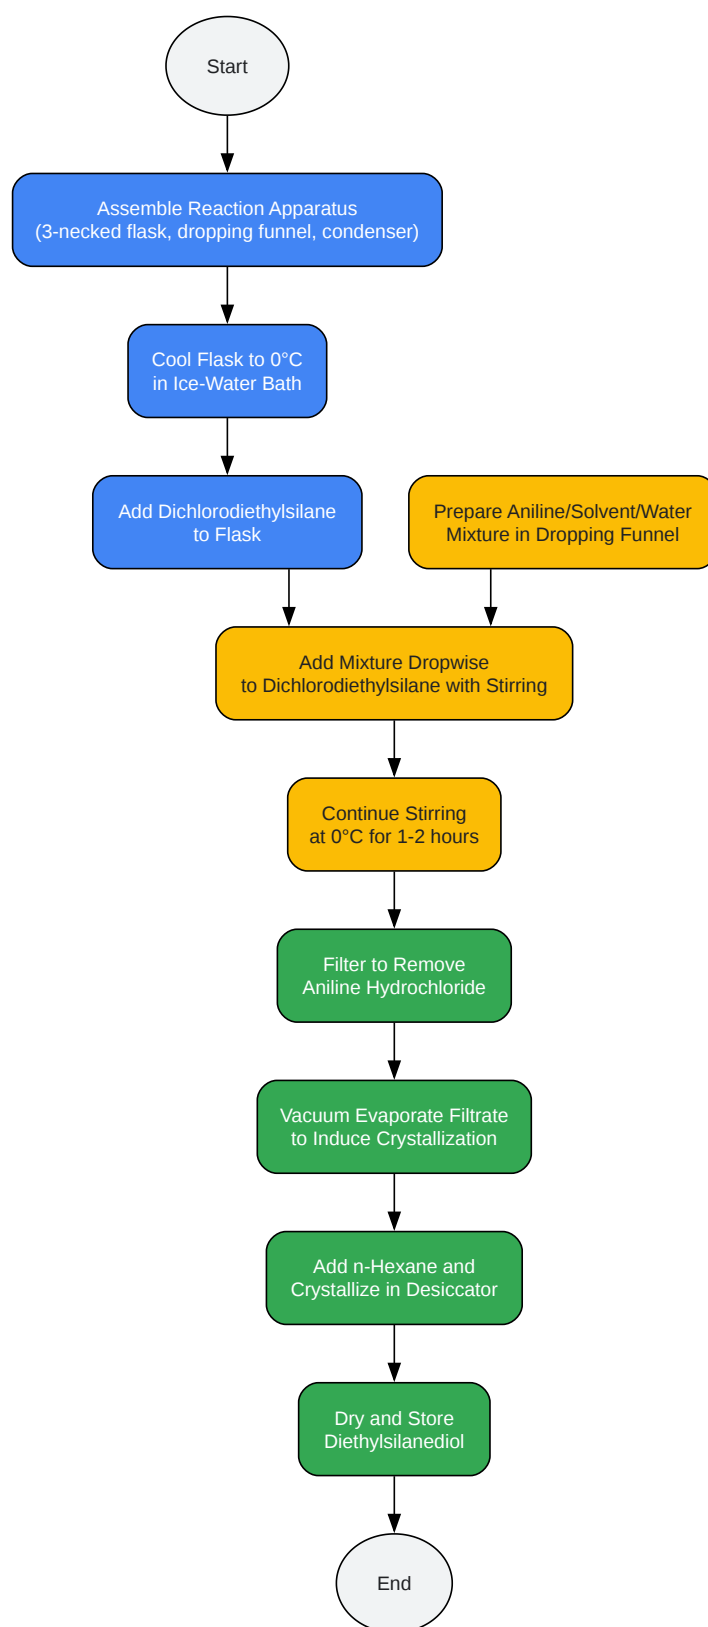 Start
Assemble Reaction Apparatus
(3-necked flask, dropping funnel, condenser)
Cool Flask to 0°C
in Ice-Water Bath
Add Dichlorodiethylsilane
to Flask
Prepare Aniline/Solvent/Water
Mixture in Dropping Funnel
Add Mixture Dropwise
to Dichlorodiethylsilane with Stirring
Continue Stirring
at 0°C for 1-2 hours
Filter to Remove
Aniline Hydrochloride
Vacuum Evaporate Filtrate
to Induce Crystallization
Add n-Hexane and
Crystallize in Desiccator
Dry and Store
Diethylsilanediol
End